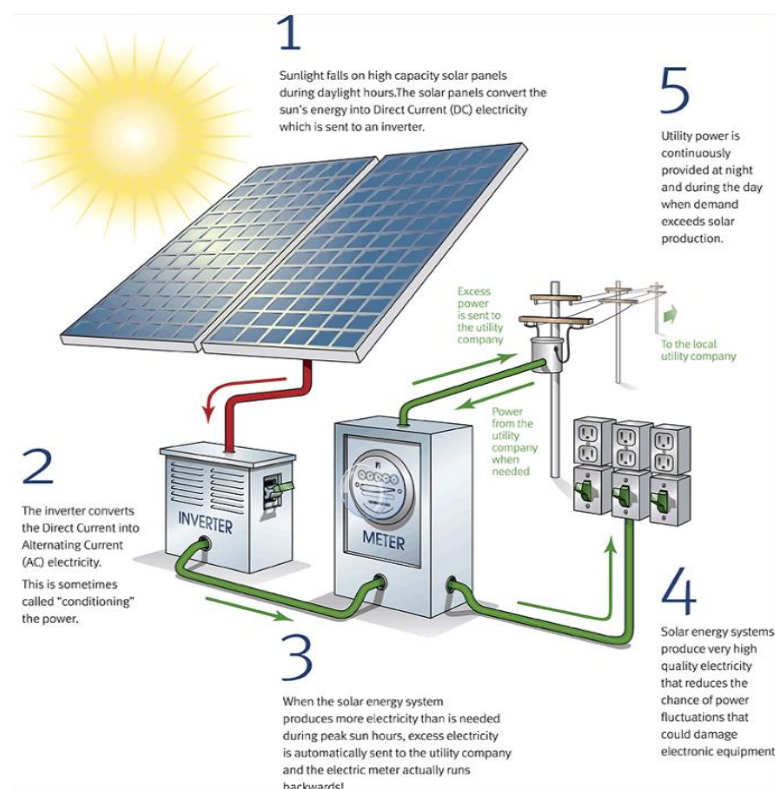 1
Sunlight falls on high capacity solar panels
during daylight hours.The solar panels convert the
sun's energy into Direct Current (DC) electricity
which is sent to an inverter.
5
Utility power is
continuously
provided at night
and during the day
when demand
exceeds solar
production.
Excess
power
is sent to
the utility
company
To the local
utility company
Power
from the
utility
company
when
needed
2
The inverter converts
the Direct Current into
Alternating Current
(AC) electricity.
This is sometimes
called "conditioning"
the power.
INVERTER
METER
3
When the solar energy system
produces more electricity than is needed
during peak sun hours, excess electricity
is automatically sent to the utility company
and the electric meter actually runs
backwards!
4
Solar energy systems
produce very high
quality electricity
that reduces the
chance of power
fluctuations that
could damage
electronic equipment